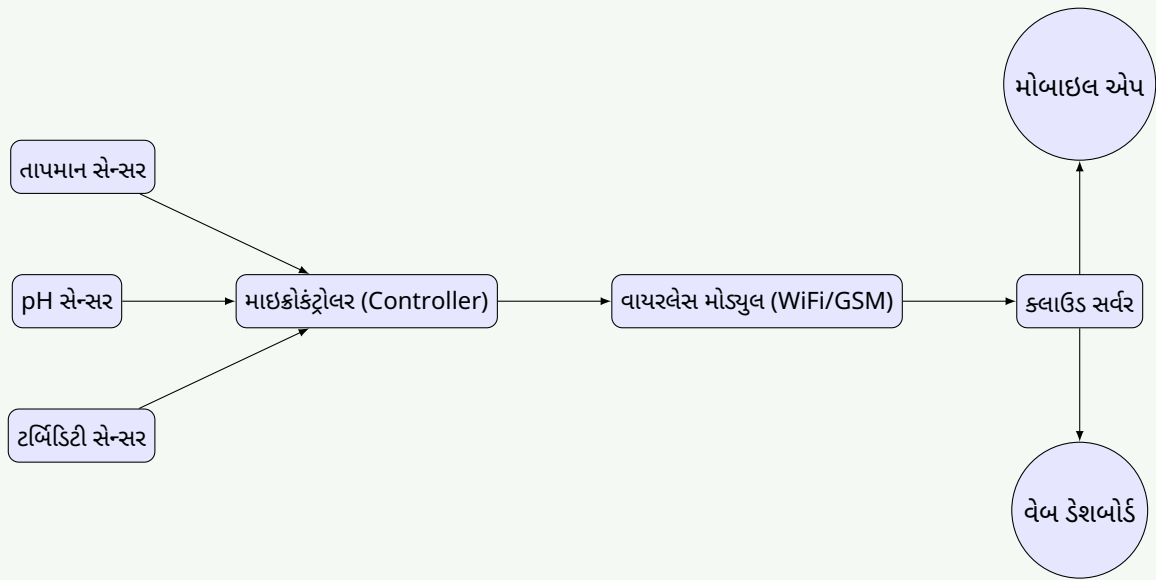 મોબાઇલ એપ
તાપમાન સેન્સર
pH સેન્સર
માઇક્રોકંટ્રોલર (Controller)
વાયરલેસ મોડ્યુલ (WiFi/GSM)
ક્લાઉડ સર્વર
ટર્બિડિટી સેન્સર
વેબ ડેશબોર્ડ